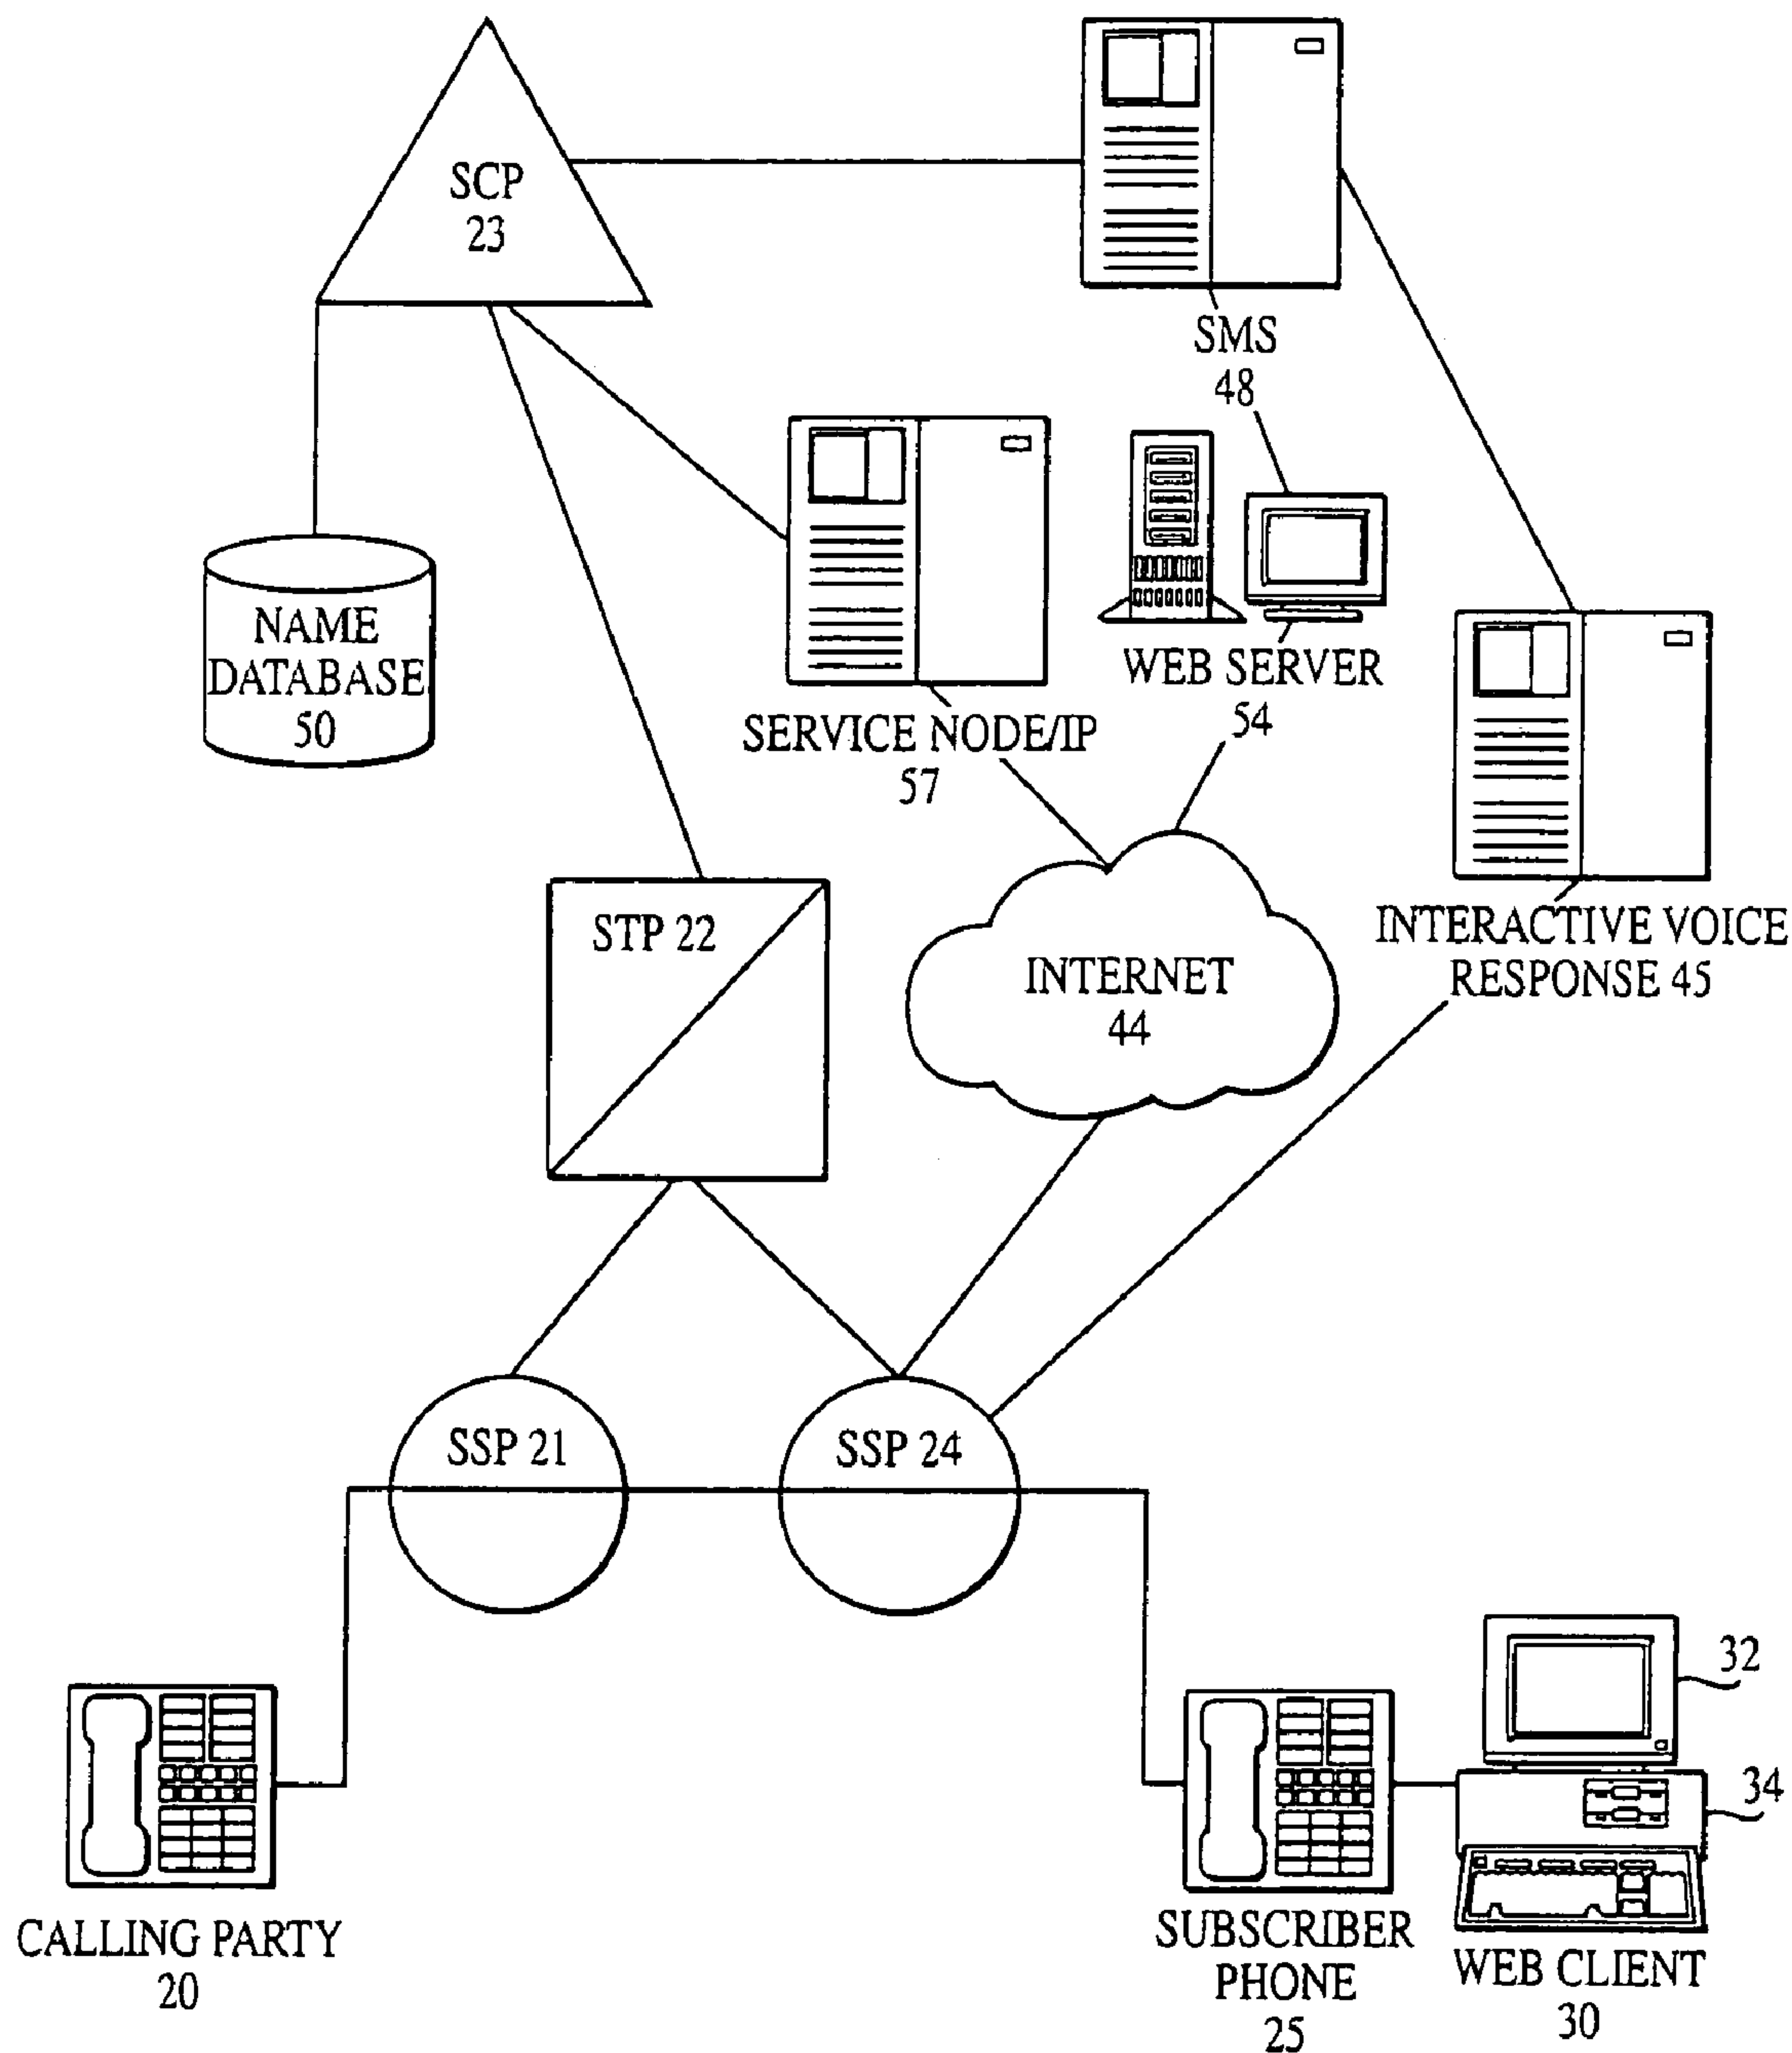 SCP
23
SMS
48
NAME
DATABASE
50
SERVICE NODE/IP
57
WEB SERVER
54
STP 22
INTERNET
44
INTERACTIVE VOICE
RESPONSE 45
SSP 21
SSP 24
32
34
CALLING PARTY
20
SUBSCRIBER
PHONE
25
WEB CLIENT
30